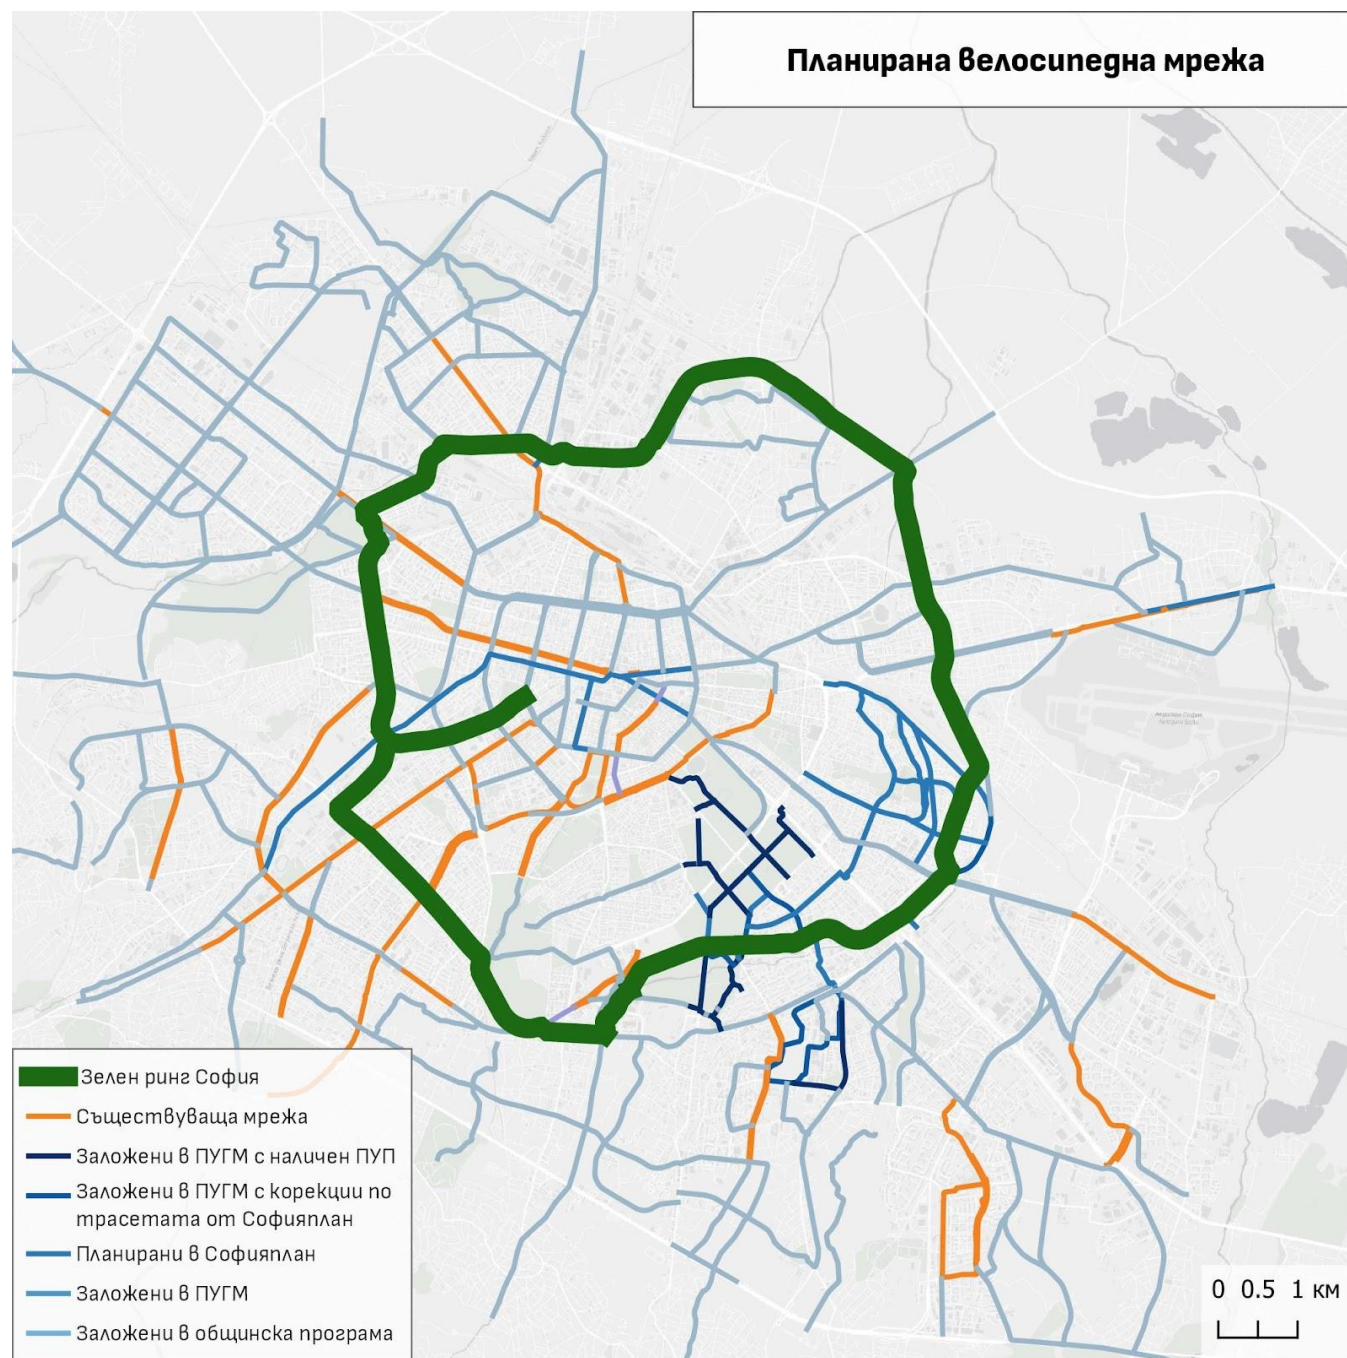 Планирана велосипедна мрежа
Зелен ринг София
Съществуваща мрежа
Заложени в ПУГМ с наличен ПУП
Заложени в ПУГМ с корекции по
трасетата от Софияплан
Планирани в Софияплан
Заложени в ПУГМ
Заложени в общинска програма
0 0.5 1 км